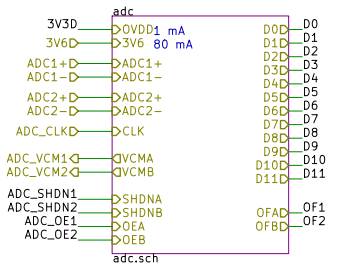 adc
3V3D OVDD 1 mA D0
3V6 3V6 80 mA D1
D2
ADC1+ ADC1+ D3
ADC1- ADC1- D4
D5
ADC2+ ADC2+ D6
ADC2- ADC2- D7
ADC_CLK CLK D8
D9
ADC_VCM1 VCMA D10
ADC_VCM2 VCMB D11
ADC_SHDN1 SHDNA
ADC_SHDN2 SHDNB OFA OF1
ADC_OE1 OEA OFB OF2
ADC_OE2 OEB
adc.sch
D0
D1
D2
D3
D4
D5
D6
D7
D8
D9
D10
D11